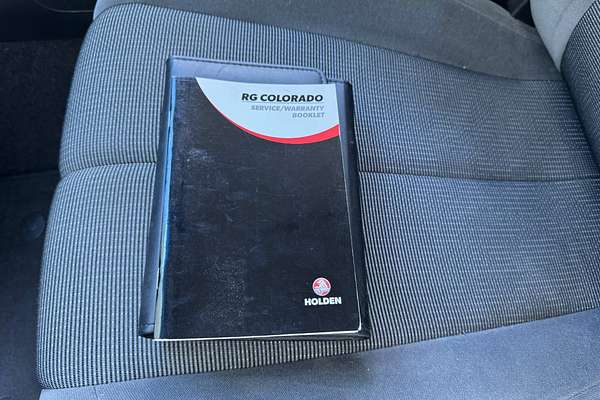 RG COLORADO
SERVICE/WARRANTY
BOOKLET
HOLDEN